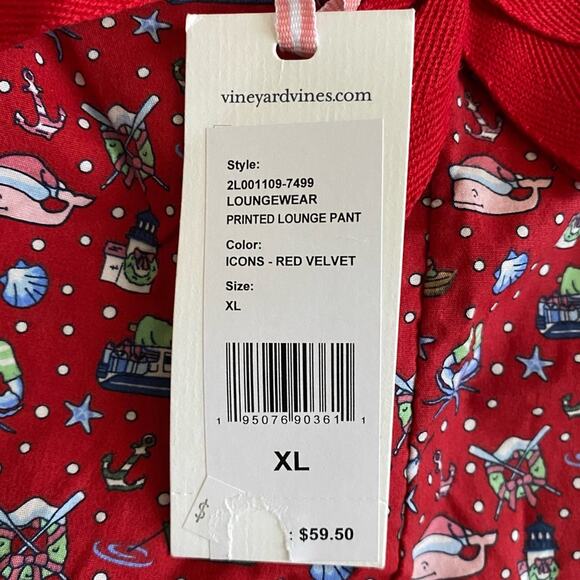 vineyardvines.com
Style:
2L001109-7499
LOUNGEWEAR
PRINTED LOUNGE PANT
Color:
ICONS - RED VELVET
Size:
XL
1 95076 90361 1
XL
$
: $59.50